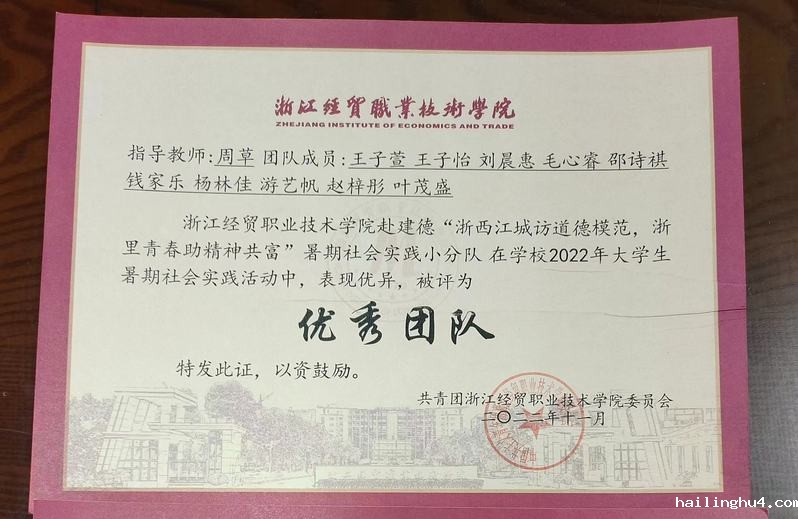 浙江经贸職業技術學院
ZHEJIANG INSTITUTE OF ECONOMICS AND TRADE
指导教师:周草 团队成员:王子萱 王子怡 刘晨惠 毛心睿 邵诗祺
钱家乐 杨林佳 游艺帆 赵梓彤 叶茂盛
浙江经贸职业技术学院赴建德“浙西江城访道德模范，浙
里青春助精神共富”暑期社会实践小分队 在学校2022年大学生
暑期社会实践活动中，表现优异，被评为
优秀团队
特发此证，以资鼓励。
共青团浙江经贸职业技术学院委员会
二〇二二年十一月
hailinghu4.com